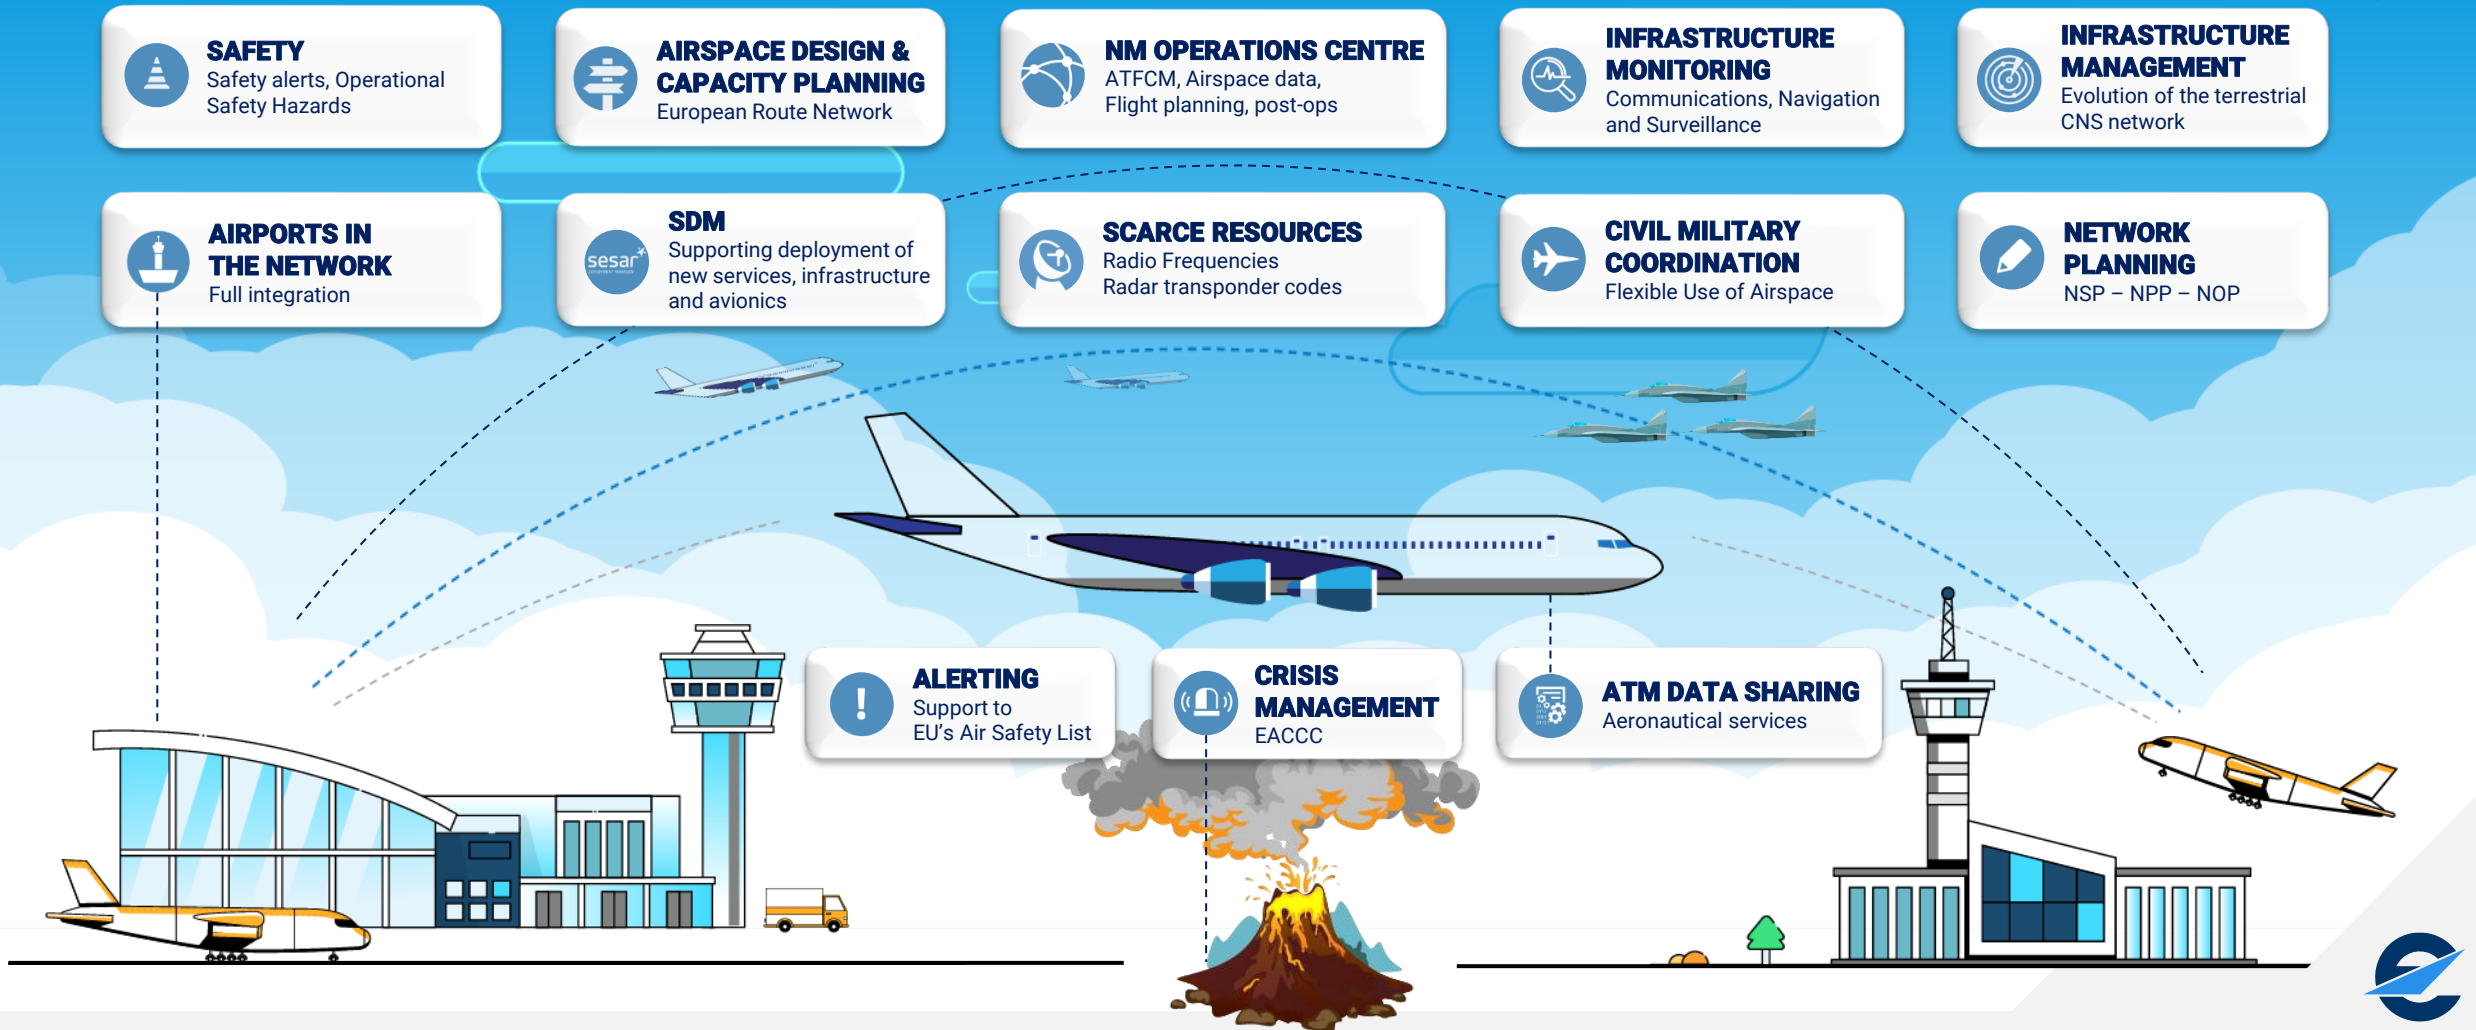 SAFETY
Safety alerts, Operational
Safety Hazards
AIRSPACE DESIGN &
CAPACITY PLANNING
European Route Network
NM OPERATIONS CENTRE
ATFCM, Airspace data,
Flight planning, post-ops
INFRASTRUCTURE
MONITORING
Communications, Navigation
and Surveillance
INFRASTRUCTURE
MANAGEMENT
Evolution of the terrestrial
CNS network
AIRPORTS IN
THE NETWORK
Full integration
sesar
DEPLOYMENT MANAGER
SDM
Supporting deployment of
new services, infrastructure
and avionics
SCARCE RESOURCES
Radio Frequencies
Radar transponder codes
CIVIL MILITARY
COORDINATION
Flexible Use of Airspace
NETWORK
PLANNING
NSP – NPP – NOP
ALERTING
Support to
EU’s Air Safety List
CRISIS
MANAGEMENT
EACCC
ATM DATA SHARING
Aeronautical services